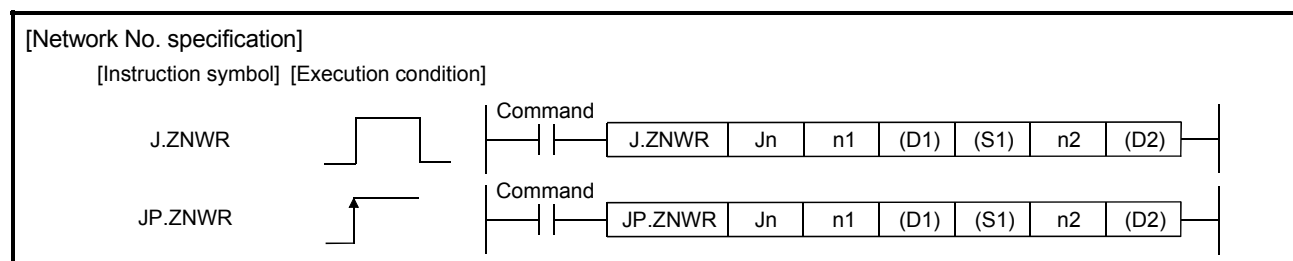 [Network No. specification]
[Instruction symbol] [Execution condition]
Command
J.ZNWR J.ZNWR Jn n1 (D1) (S1) n2 (D2)
Command
JP.ZNWR JP.ZNWR Jn n1 (D1) (S1) n2 (D2)